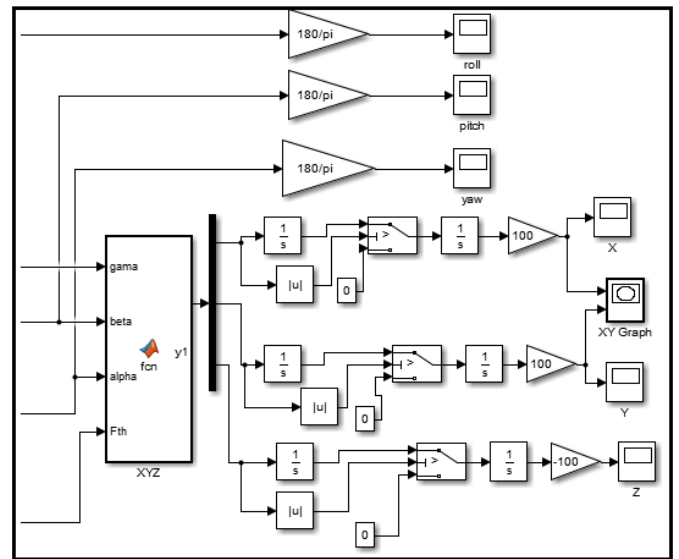 180/pi
roll
180/pi
pitch
180/pi
yaw
gama
beta
alpha
Fth
fcn
y1
XYZ
1
s
|u|
0
>
1
s
100
X
XY Graph
1
s
|u|
0
>
1
s
100
Y
1
s
|u|
0
>
1
s
-100
Z